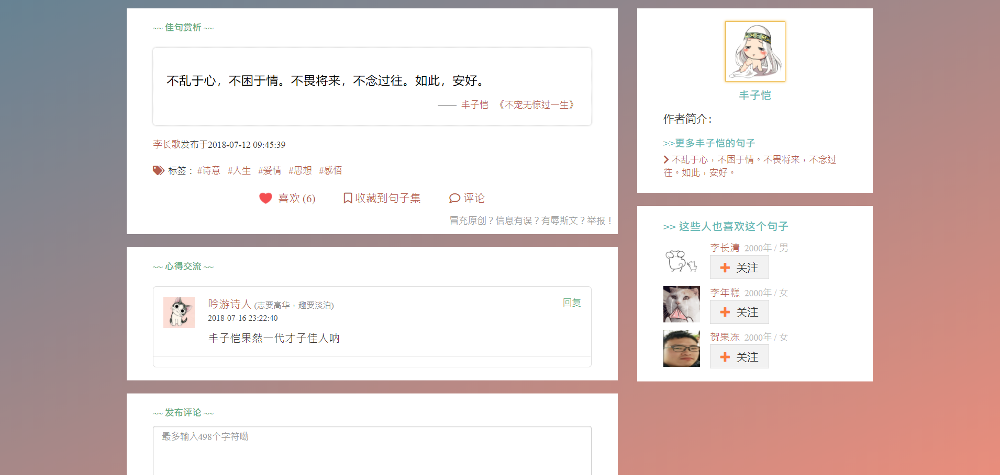 ~~ 佳句赏析 ~~
不乱于心，不困于情。不畏将来，不念过往。如此，安好。
—— 丰子恺 《不宠无惊过一生》
李长歌发布于2018-07-12 09:45:39
标签： #诗意 #人生 #爱情 #思想 #感悟
喜欢 (6) 收藏到句子集 评论
冒充原创？信息有误？有辱斯文？举报！
~~ 心得交流 ~~
吟游诗人 (志要高华，趣要淡泊) 回复
2018-07-16 23:22:40
丰子恺果然一代才子佳人呐
~~ 发布评论 ~~
最多输入498个字符呦
丰子恺
作者简介：
>>更多丰子恺的句子
不乱于心，不困于情。不畏将来，不念过
往。如此，安好。
>> 这些人也喜欢这个句子
李长清 2000年 / 男
关注
李年糕 2000年 / 女
关注
贺果冻 2000年 / 女
关注